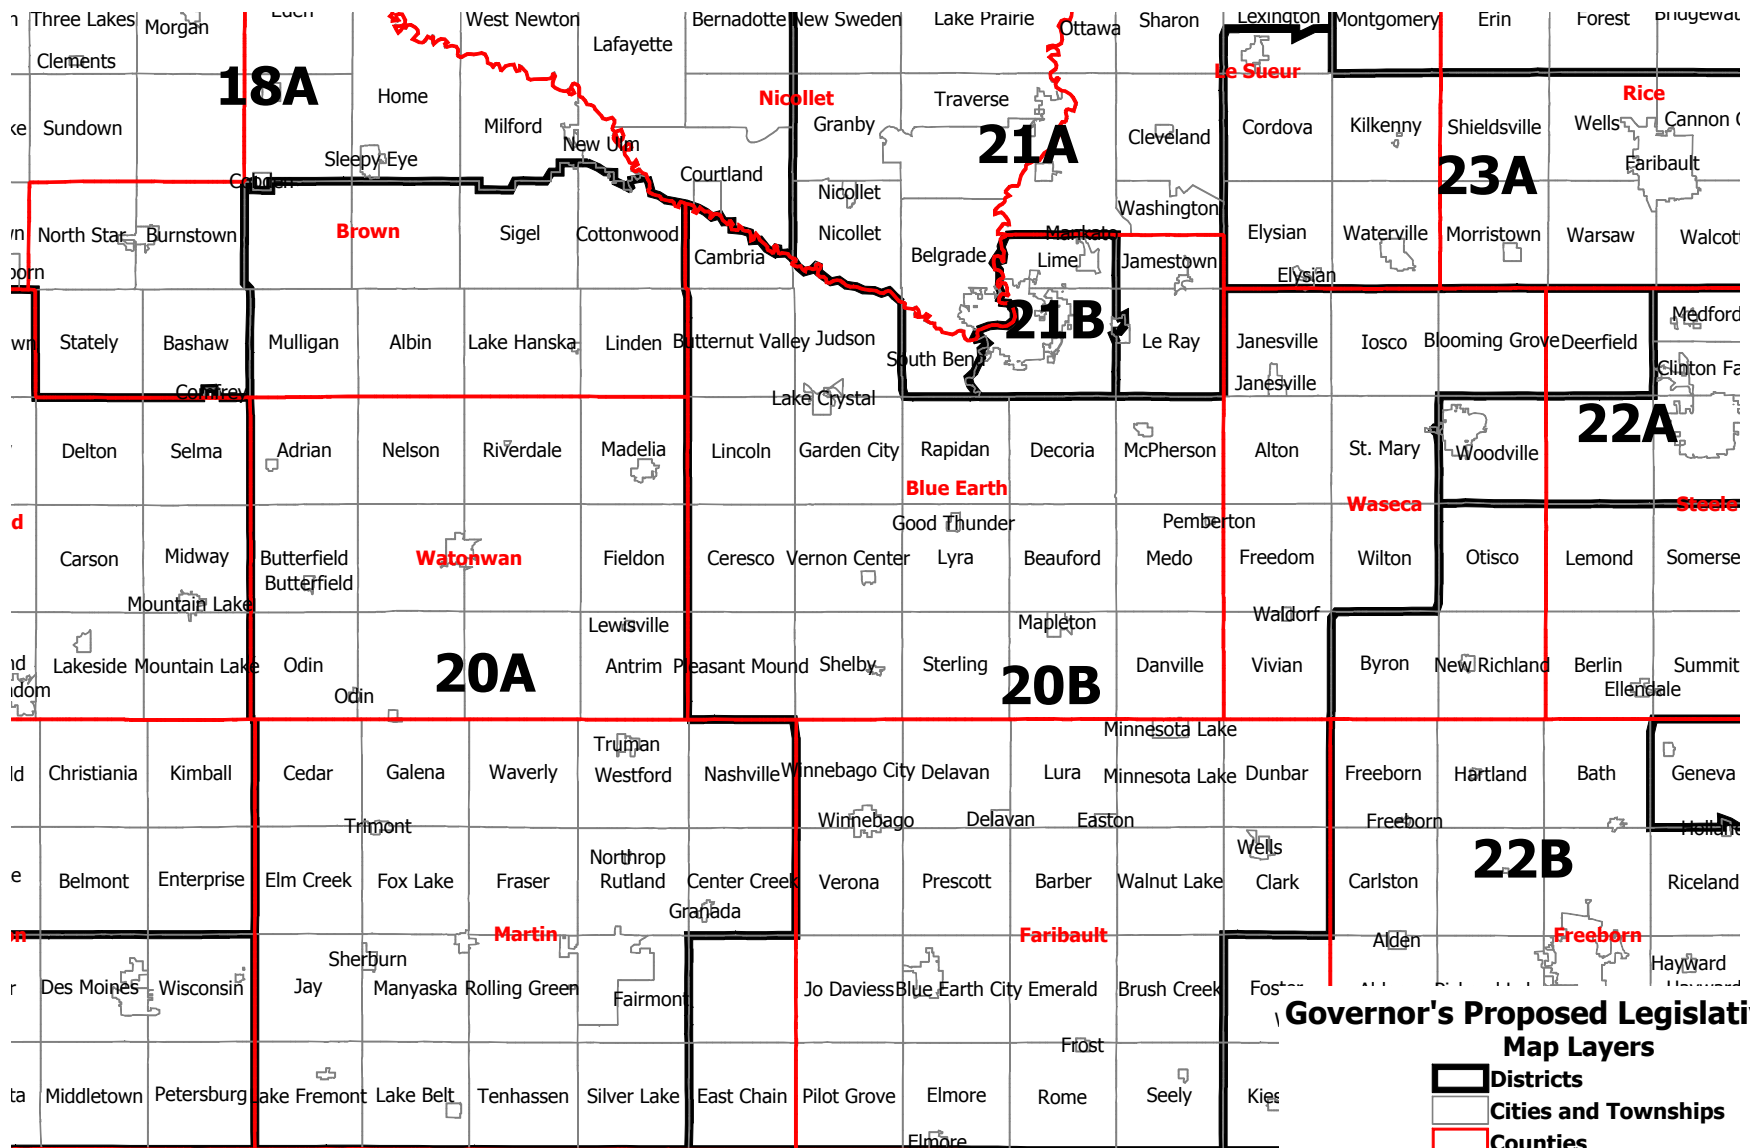 Three Lakes
Morgan
Eden
West Newton
Lafayette
Bernadotte
New Sweden
Lake Prairie
Ottawa
Sharon
Lexington
Montgomery
Erin
Forest
Clements
18A
Home
Nicollet
Traverse
Le Sueur
Rice
Sundown
Milford
New Ulm
Granby
21A
Cleveland
Cordova
Kilkenny
Shieldsville
Wells
Cannon C
Sleepy Eye
Courtland
23A
Faribault
Cobden
Nicollet
Washington
North Star
Burnstown
Brown
Sigel
Cottonwood
Nicollet
Mankato
Elysian
Waterville
Morristown
Warsaw
Walcott
Cambria
Belgrade
Lime
Jamestown
Elysian
21B
Medford
Stately
Bashaw
Mulligan
Albin
Lake Hanska
Linden
Butternut Valley
Judson
South Bend
Le Ray
Janesville
Iosco
Blooming Grove
Deerfield
Clinton Fa
Comfrey
Lake Crystal
Janesville
22A
Delton
Selma
Adrian
Nelson
Riverdale
Madelia
Lincoln
Garden City
Rapidan
Decoria
McPherson
Alton
St. Mary
Woodville
Blue Earth
Waseca
Steele
d
Good Thunder
Pemberton
Carson
Midway
Butterfield
Watonwan
Fieldon
Ceresco
Vernon Center
Lyra
Beauford
Medo
Freedom
Wilton
Otisco
Lemond
Somerse
Butterfield
Mountain Lake
Lewisville
Mapleton
Waldorf
Lakeside
Mountain Lake
Odin
20A
Antrim
Pleasant Mound
Shelby
Sterling
20B
Danville
Vivian
Byron
New Richland
Berlin
Summit
Odin
Ellendale
Truman
Minnesota Lake
Christiania
Kimball
Cedar
Galena
Waverly
Westford
Nashville
Winnebago City
Delavan
Lura
Minnesota Lake
Dunbar
Freeborn
Hartland
Bath
Geneva
Trimont
Winnebago
Delavan
Easton
Freeborn
Northrop
Wells
22B
Belmont
Enterprise
Elm Creek
Fox Lake
Fraser
Rutland
Center Creek
Verona
Prescott
Barber
Walnut Lake
Clark
Carlston
Riceland
Granada
Martin
Faribault
Alden
Freeborn
Sherburn
Hayward
Des Moines
Wisconsin
Jay
Manyaska
Rolling Green
Fairmont
Jo Daviess
Blue Earth City
Emerald
Brush Creek
Foster
Frost
Middletown
Petersburg
Lake Fremont
Lake Belt
Tenhassen
Silver Lake
East Chain
Pilot Grove
Elmore
Rome
Seely
Kies
Elmore
Governor's Proposed Legislati
Map Layers
Districts
Cities and Townships
Counties